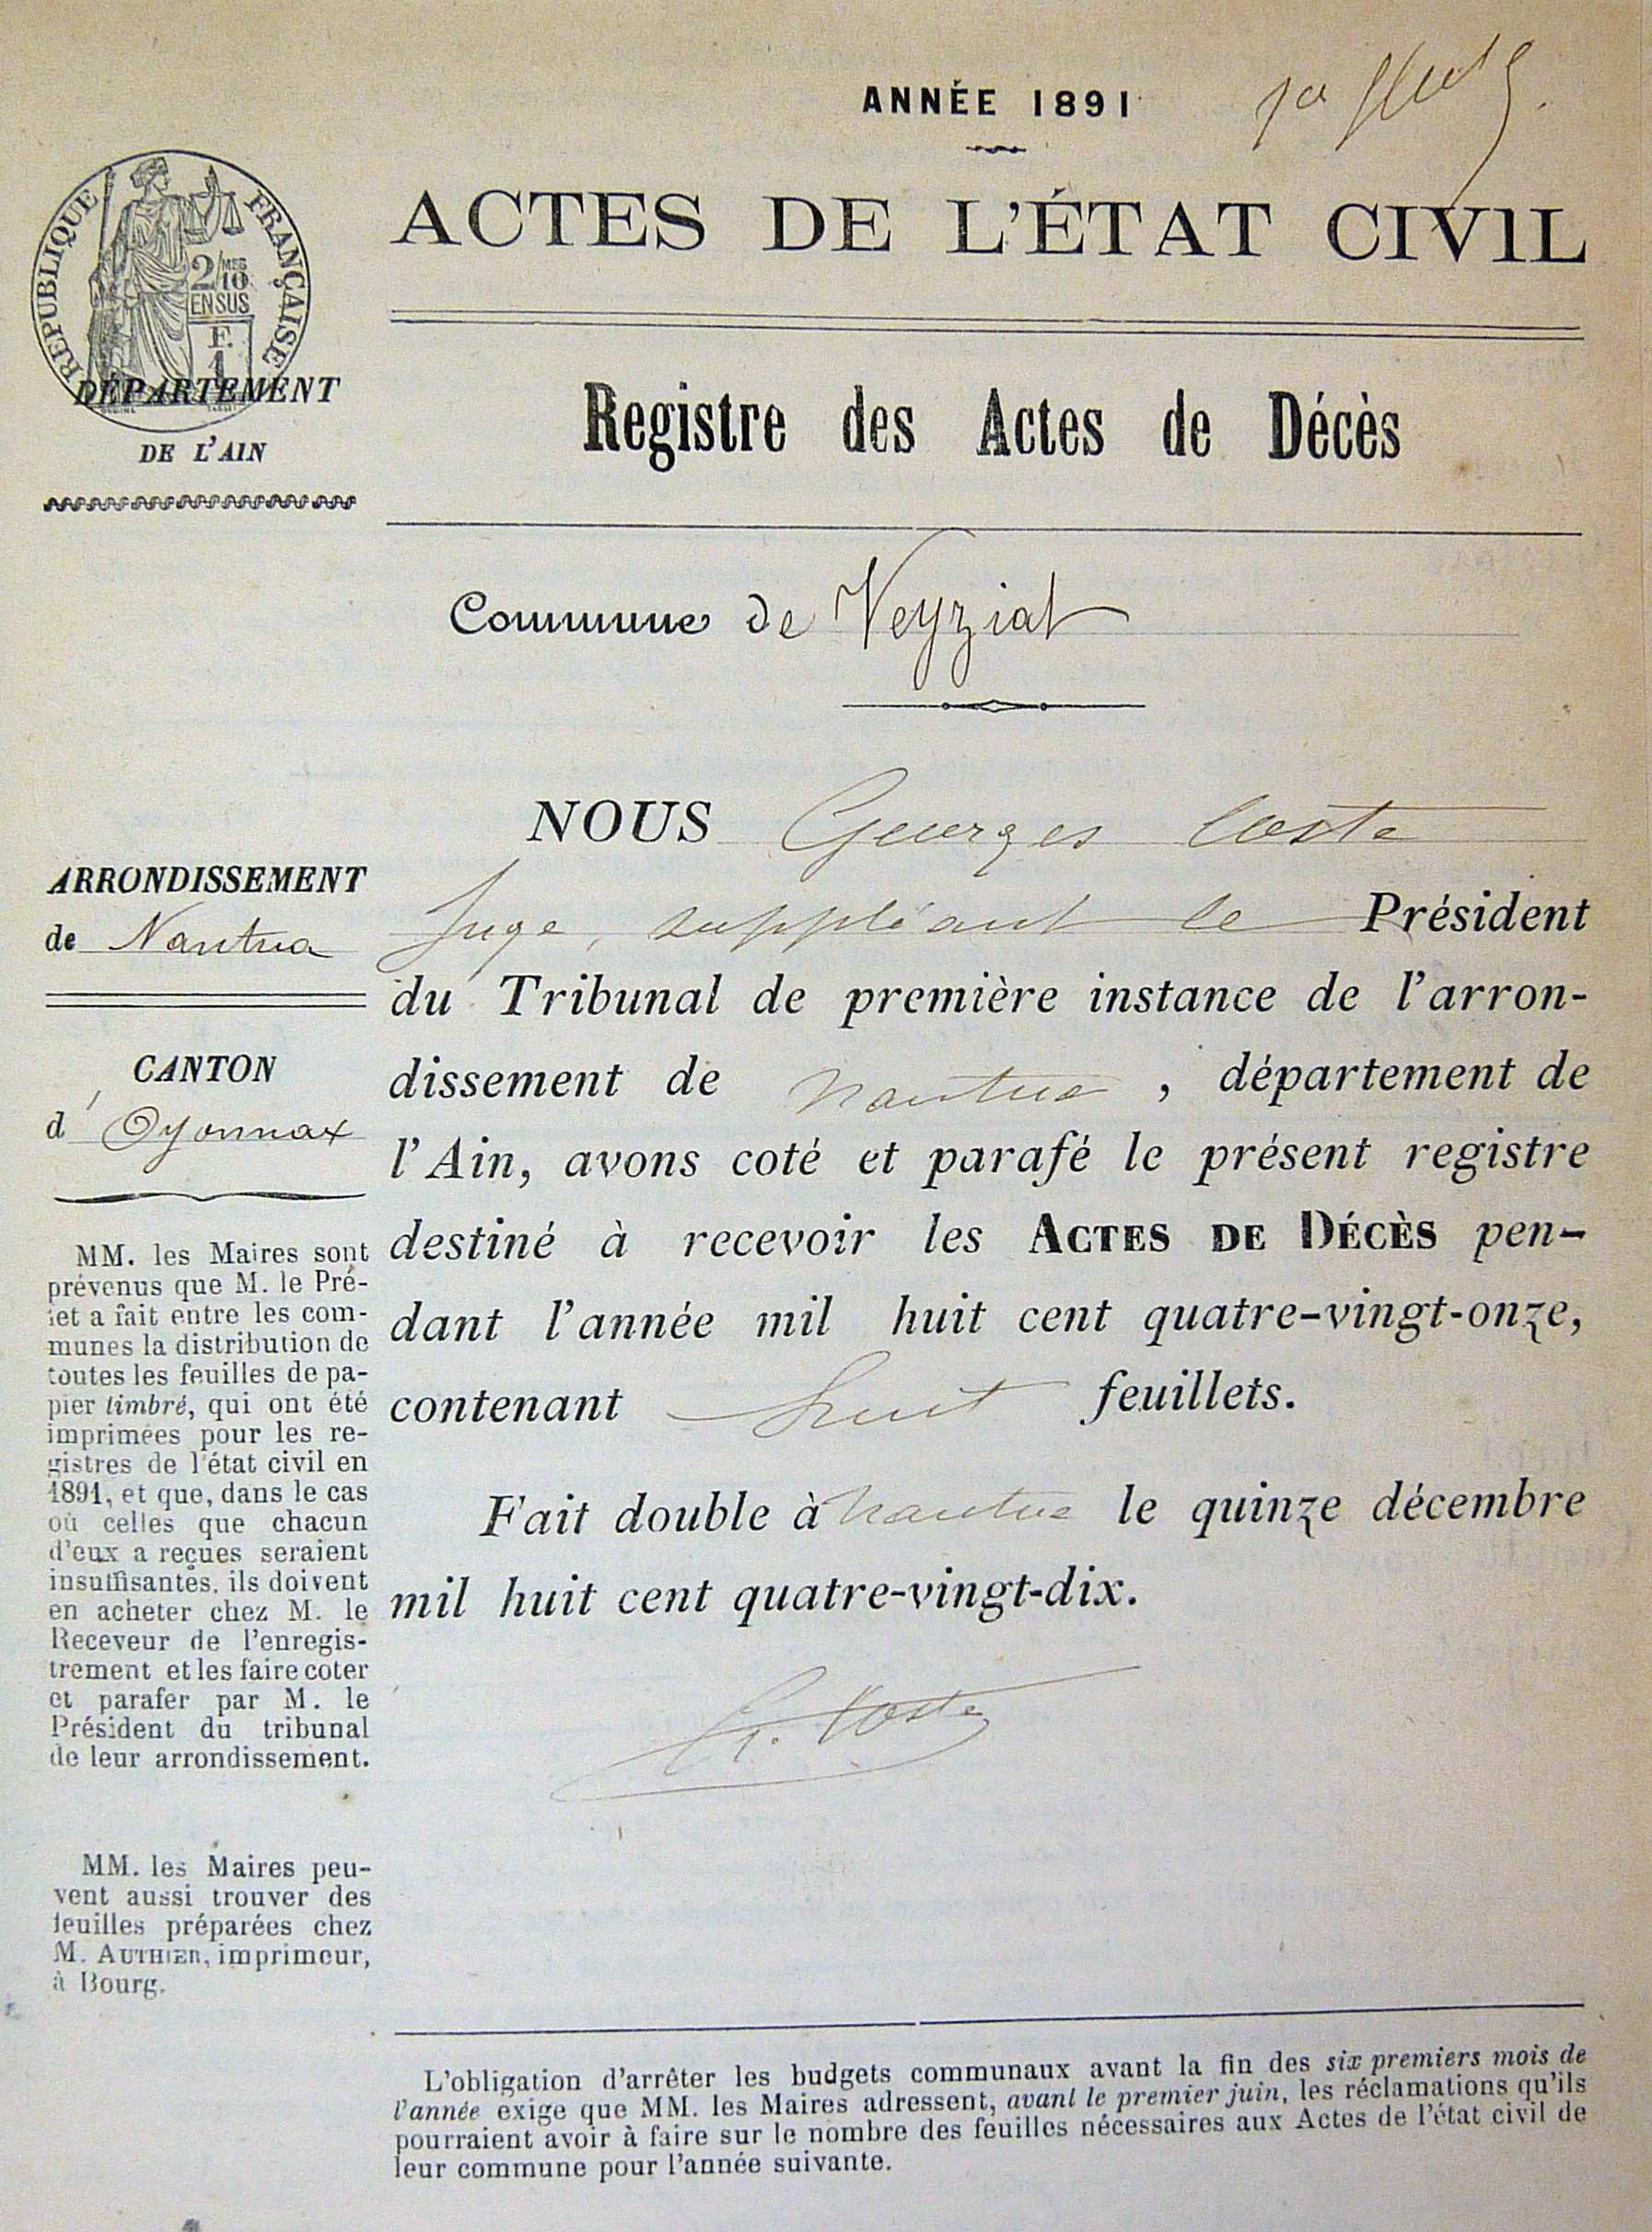 ANNÉE 1891
ACTES DE L'ÉTAT CIVIL
RÉPUBLIQUE FRANÇAISE
2/10 MES
EN SUS
F.
1
DÉPARTEMENT
DE L'AIN
Registre des Actes de Décès
Commune de Veyziat
NOUS Georges Coste
Juge, suppléant le Président
du Tribunal de première instance de l'arron-
dissement de Nantua, département de
l'Ain, avons coté et parafé le présent registre
destiné à recevoir les ACTES DE DÉCÈS pen-
dant l'année mil huit cent quatre-vingt-onze,
contenant huit feuillets.
Fait double à Nantua le quinze décembre
mil huit cent quatre-vingt-dix.
G. Coste
ARRONDISSEMENT
de Nantua
CANTON
d'Oyonnax
MM. les Maires sont
prévenus que M. le Pré-
fet a fait entre les com-
munes la distribution de
toutes les feuilles de pa-
pier timbré, qui ont été
imprimées pour les re-
gistres de l'état civil en
1891, et que, dans le cas
où celles que chacun
d'eux a reçues seraient
insuffisantes, ils doivent
en acheter chez M. le
Receveur de l'enregis-
trement et les faire coter
et parafer par M. le
Président du tribunal
de leur arrondissement.
MM. les Maires peu-
vent aussi trouver des
feuilles préparées chez
M. AUTHIER, imprimeur,
à Bourg.
L'obligation d'arrêter les budgets communaux avant la fin des six premiers mois de
l'année exige que MM. les Maires adressent, avant le premier juin, les réclamations qu'ils
pourraient avoir à faire sur le nombre des feuilles nécessaires aux Actes de l'état civil de
leur commune pour l'année suivante.